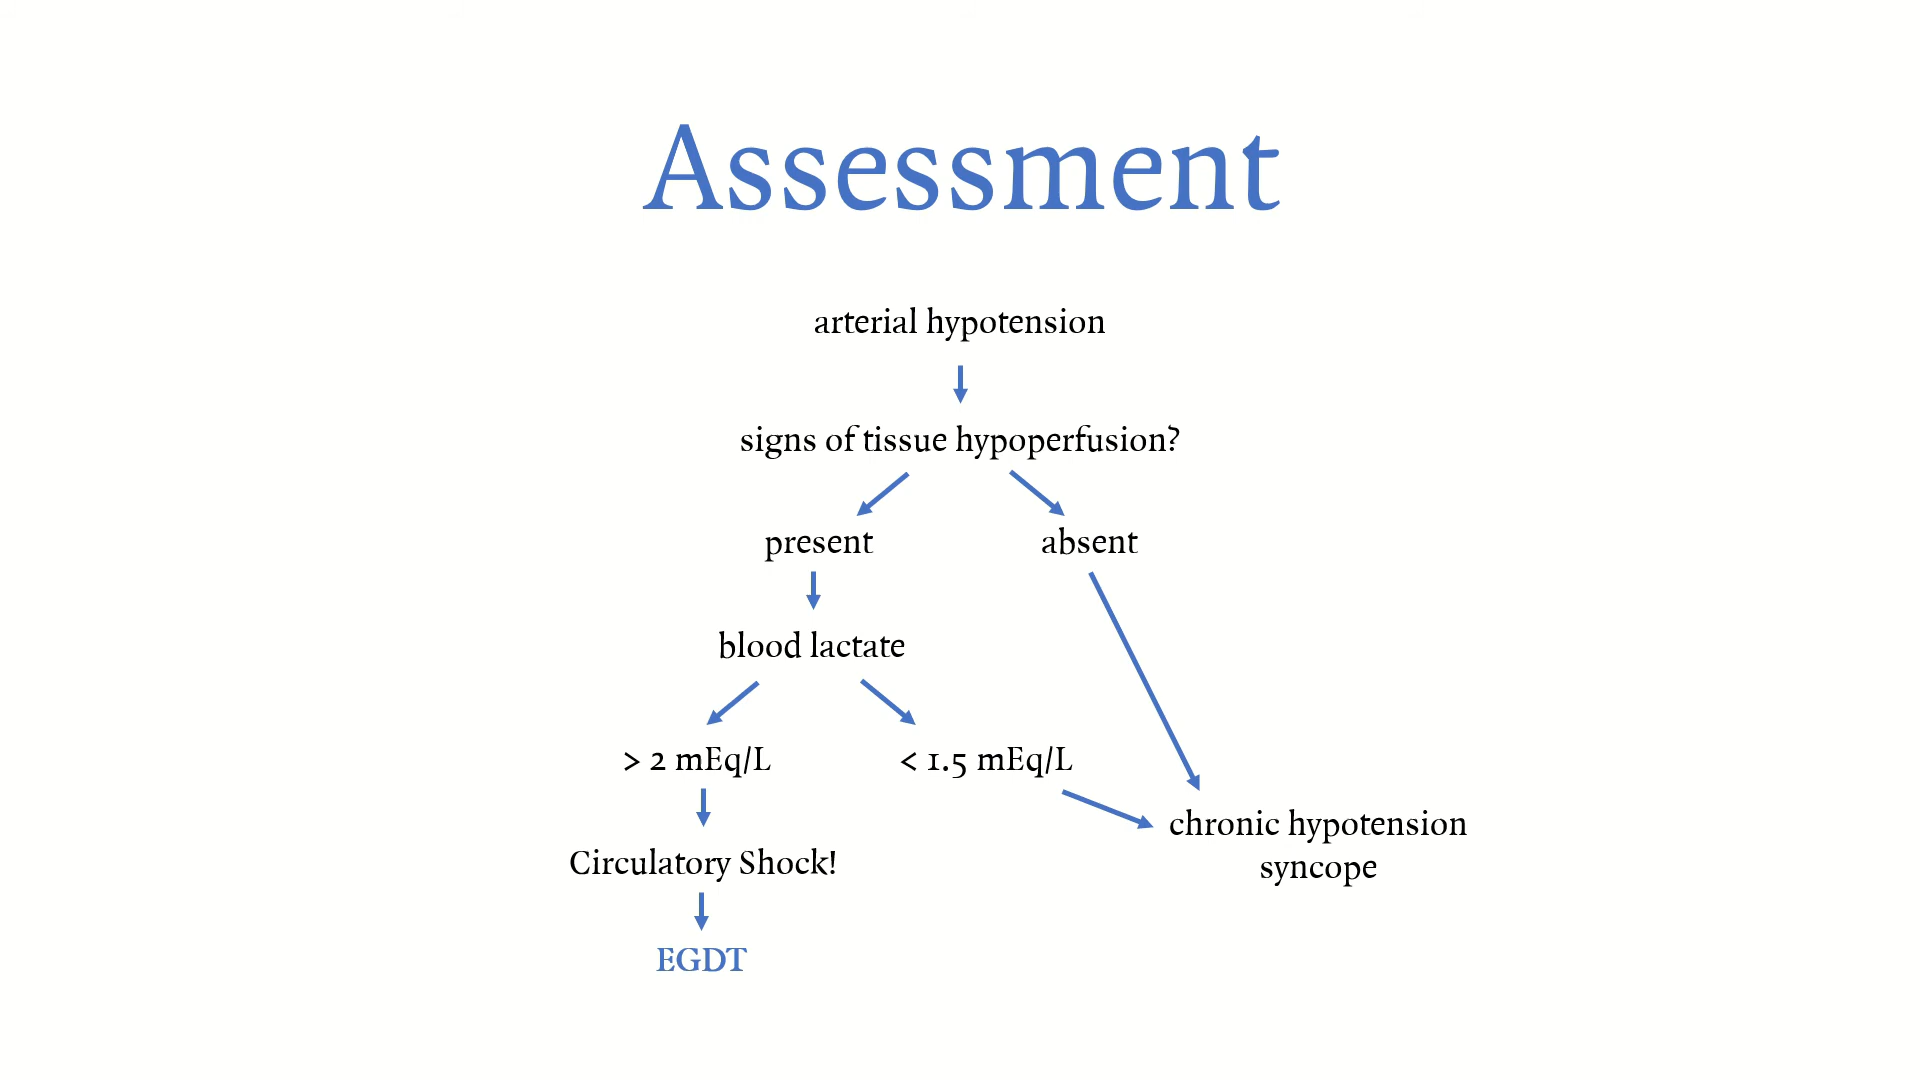 Assessment
arterial hypotension
signs of tissue hypoperfusion?
present
absent
blood lactate
> 2 mEq/L
< 1.5 mEq/L
chronic hypotension
syncope
Circulatory Shock!
EGDT